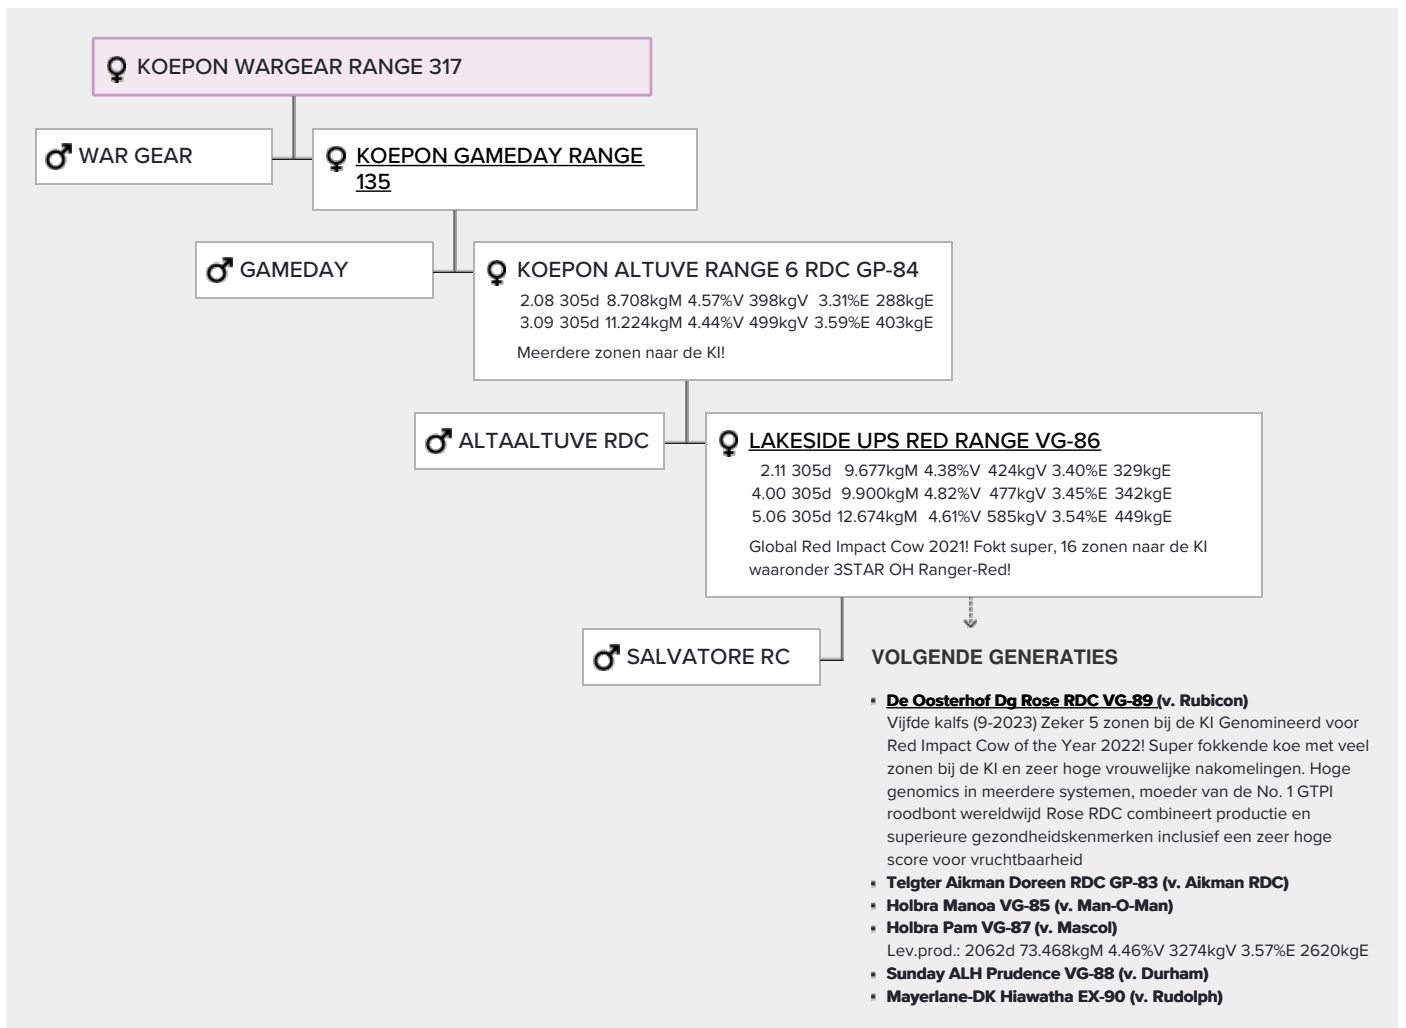 KOEPON WARGEAR RANGE 317
WAR GEAR
KOEPON GAMEDAY RANGE
135
GAMEDAY
KOEPON ALTUVE RANGE 6 RDC GP-84
2.08 305d 8.708kgM 4.57%V 398kgV 3.31%E 288kgE
3.09 305d 11.224kgM 4.44%V 499kgV 3.59%E 403kgE
Meerdere zonen naar de KI!
ALTAALTUVE RDC
LAKESIDE UPS RED RANGE VG-86
2.11 305d 9.677kgM 4.38%V 424kgV 3.40%E 329kgE
4.00 305d 9.900kgM 4.82%V 477kgV 3.45%E 342kgE
5.06 305d 12.674kgM 4.61%V 585kgV 3.54%E 449kgE
Global Red Impact Cow 2021! Fokt super, 16 zonen naar de KI
waaronder 3STAR OH Ranger-Red!
SALVATORE RC
VOLGENDE GENERATIES
De Oosterhof Dg Rose RDC VG-89 (v. Rubicon)
Vijfde kalfs (9-2023) Zeker 5 zonen bij de KI Genomineerd voor
Red Impact Cow of the Year 2022! Super fokkende koe met veel
zonen bij de KI en zeer hoge vrouwelijke nakomelingen. Hoge
genomics in meerdere systemen, moeder van de No. 1 GTPI
roodbont wereldwijd Rose RDC combineert productie en
superieure gezondheidskenmerken inclusief een zeer hoge
score voor vruchtbaarheid
Telgter Aikman Doreen RDC GP-83 (v. Aikman RDC)
Holbra Manoa VG-85 (v. Man-O-Man)
Holbra Pam VG-87 (v. Mascol)
Lev.prod.: 2062d 73.468kgM 4.46%V 3274kgV 3.57%E 2620kgE
Sunday ALH Prudence VG-88 (v. Durham)
Mayerlane-DK Hiawatha EX-90 (v. Rudolph)